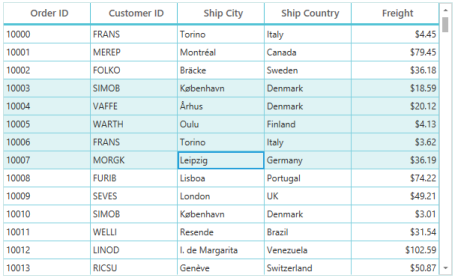 Order ID Customer ID Ship City Ship Country Freight
10000 FRANS Torino Italy $4.45
10001 MEREP Montréal Canada $79.45
10002 FOLKO Bräcke Sweden $36.18
10003 SIMOB København Denmark $18.59
10004 VAFFE Århus Denmark $20.12
10005 WARTH Oulu Finland $4.13
10006 FRANS Torino Italy $3.62
10007 MORGK Leipzig Germany $36.19
10008 FURIB Lisboa Portugal $74.22
10009 SEVES London UK $49.21
10010 SIMOB København Denmark $3.01
10011 WELLI Resende Brazil $31.54
10012 LINOD I. de Margarita Venezuela $102.59
10013 RICSU Genève Switzerland $50.87